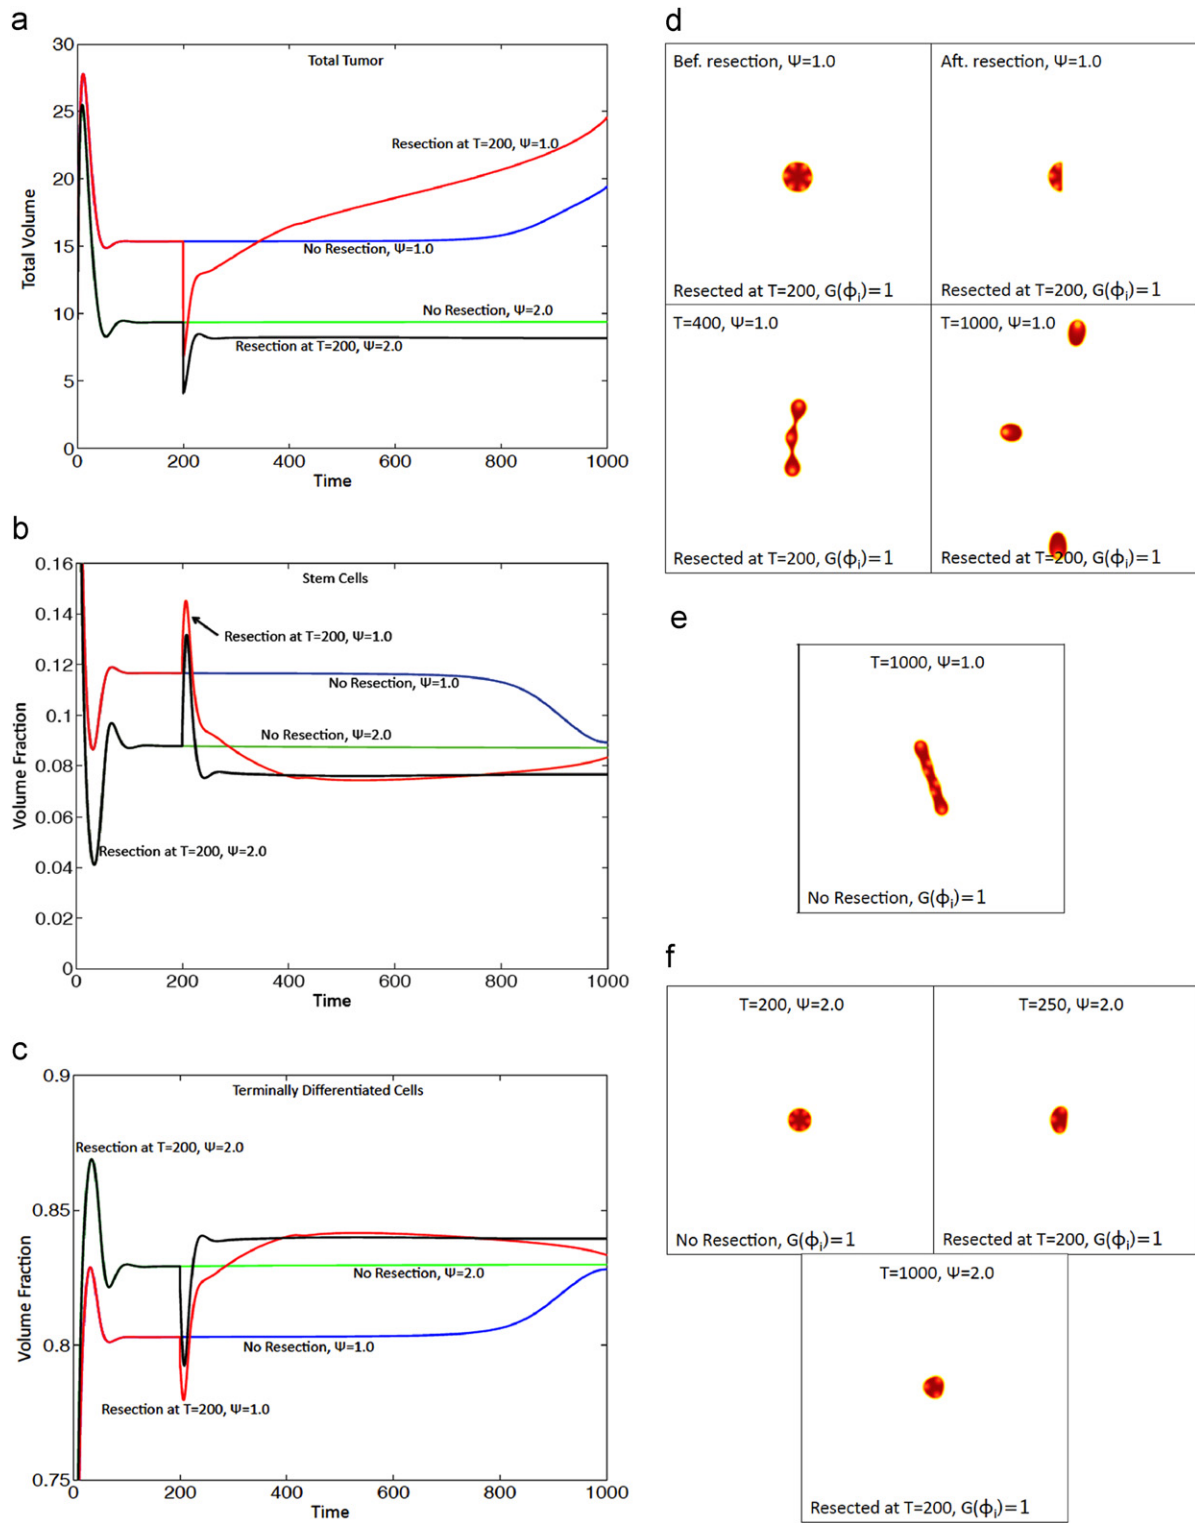 a
Total Tumor
30
25
20
15
10
5
0
Total Volume
Resection at T=200, Ψ=1.0
No Resection, Ψ=1.0
No Resection, Ψ=2.0
Resection at T=200, Ψ=2.0
0 200 400 600 800 1000
Time
b
Stem Cells
0.16
0.14
0.12
0.1
0.08
0.06
0.04
0.02
0
Volume Fraction
Resection at T=200, Ψ=1.0
No Resection, Ψ=1.0
No Resection, Ψ=2.0
Resection at T=200, Ψ=2.0
0 200 400 600 800 1000
Time
c
Terminally Differentiated Cells
0.9
0.85
0.8
0.75
Volume Fraction
Resection at T=200, Ψ=2.0
No Resection, Ψ=2.0
No Resection, Ψ=1.0
Resection at T=200, Ψ=1.0
0 200 400 600 800 1000
Time
d
Bef. resection, Ψ=1.0
Resected at T=200, G(ϕi)=1
Aft. resection, Ψ=1.0
Resected at T=200, G(ϕi)=1
T=400, Ψ=1.0
Resected at T=200, G(ϕi)=1
T=1000, Ψ=1.0
Resected at T=200, G(ϕi)=1
e
T=1000, Ψ=1.0
No Resection, G(ϕi)=1
f
T=200, Ψ=2.0
No Resection, G(ϕi)=1
T=250, Ψ=2.0
Resected at T=200, G(ϕi)=1
T=1000, Ψ=2.0
Resected at T=200, G(ϕi)=1